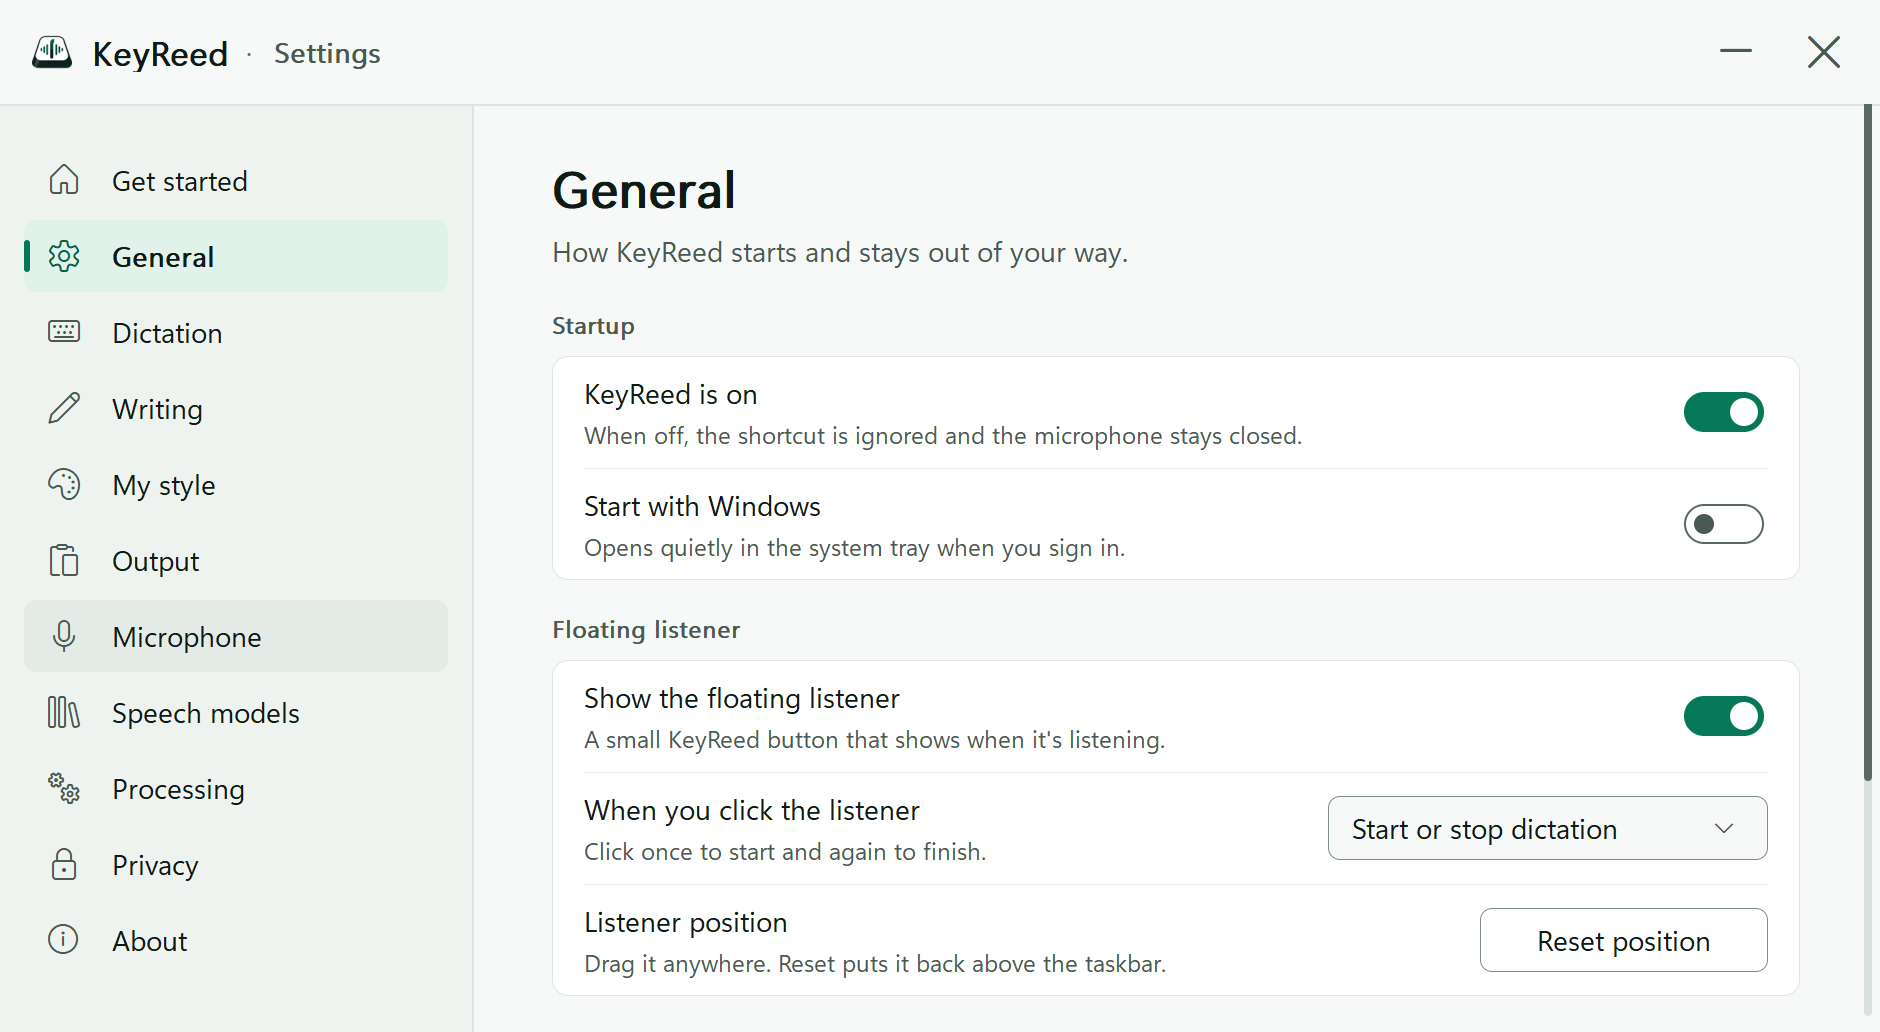 KeyReed · Settings
Get started
General
Dictation
Writing
My style
Output
Microphone
Speech models
Processing
Privacy
About
General
How KeyReed starts and stays out of your way.
Startup
KeyReed is on
When off, the shortcut is ignored and the microphone stays closed.
Start with Windows
Opens quietly in the system tray when you sign in.
Floating listener
Show the floating listener
A small KeyReed button that shows when it's listening.
When you click the listener
Click once to start and again to finish.
Start or stop dictation
Listener position
Drag it anywhere. Reset puts it back above the taskbar.
Reset position